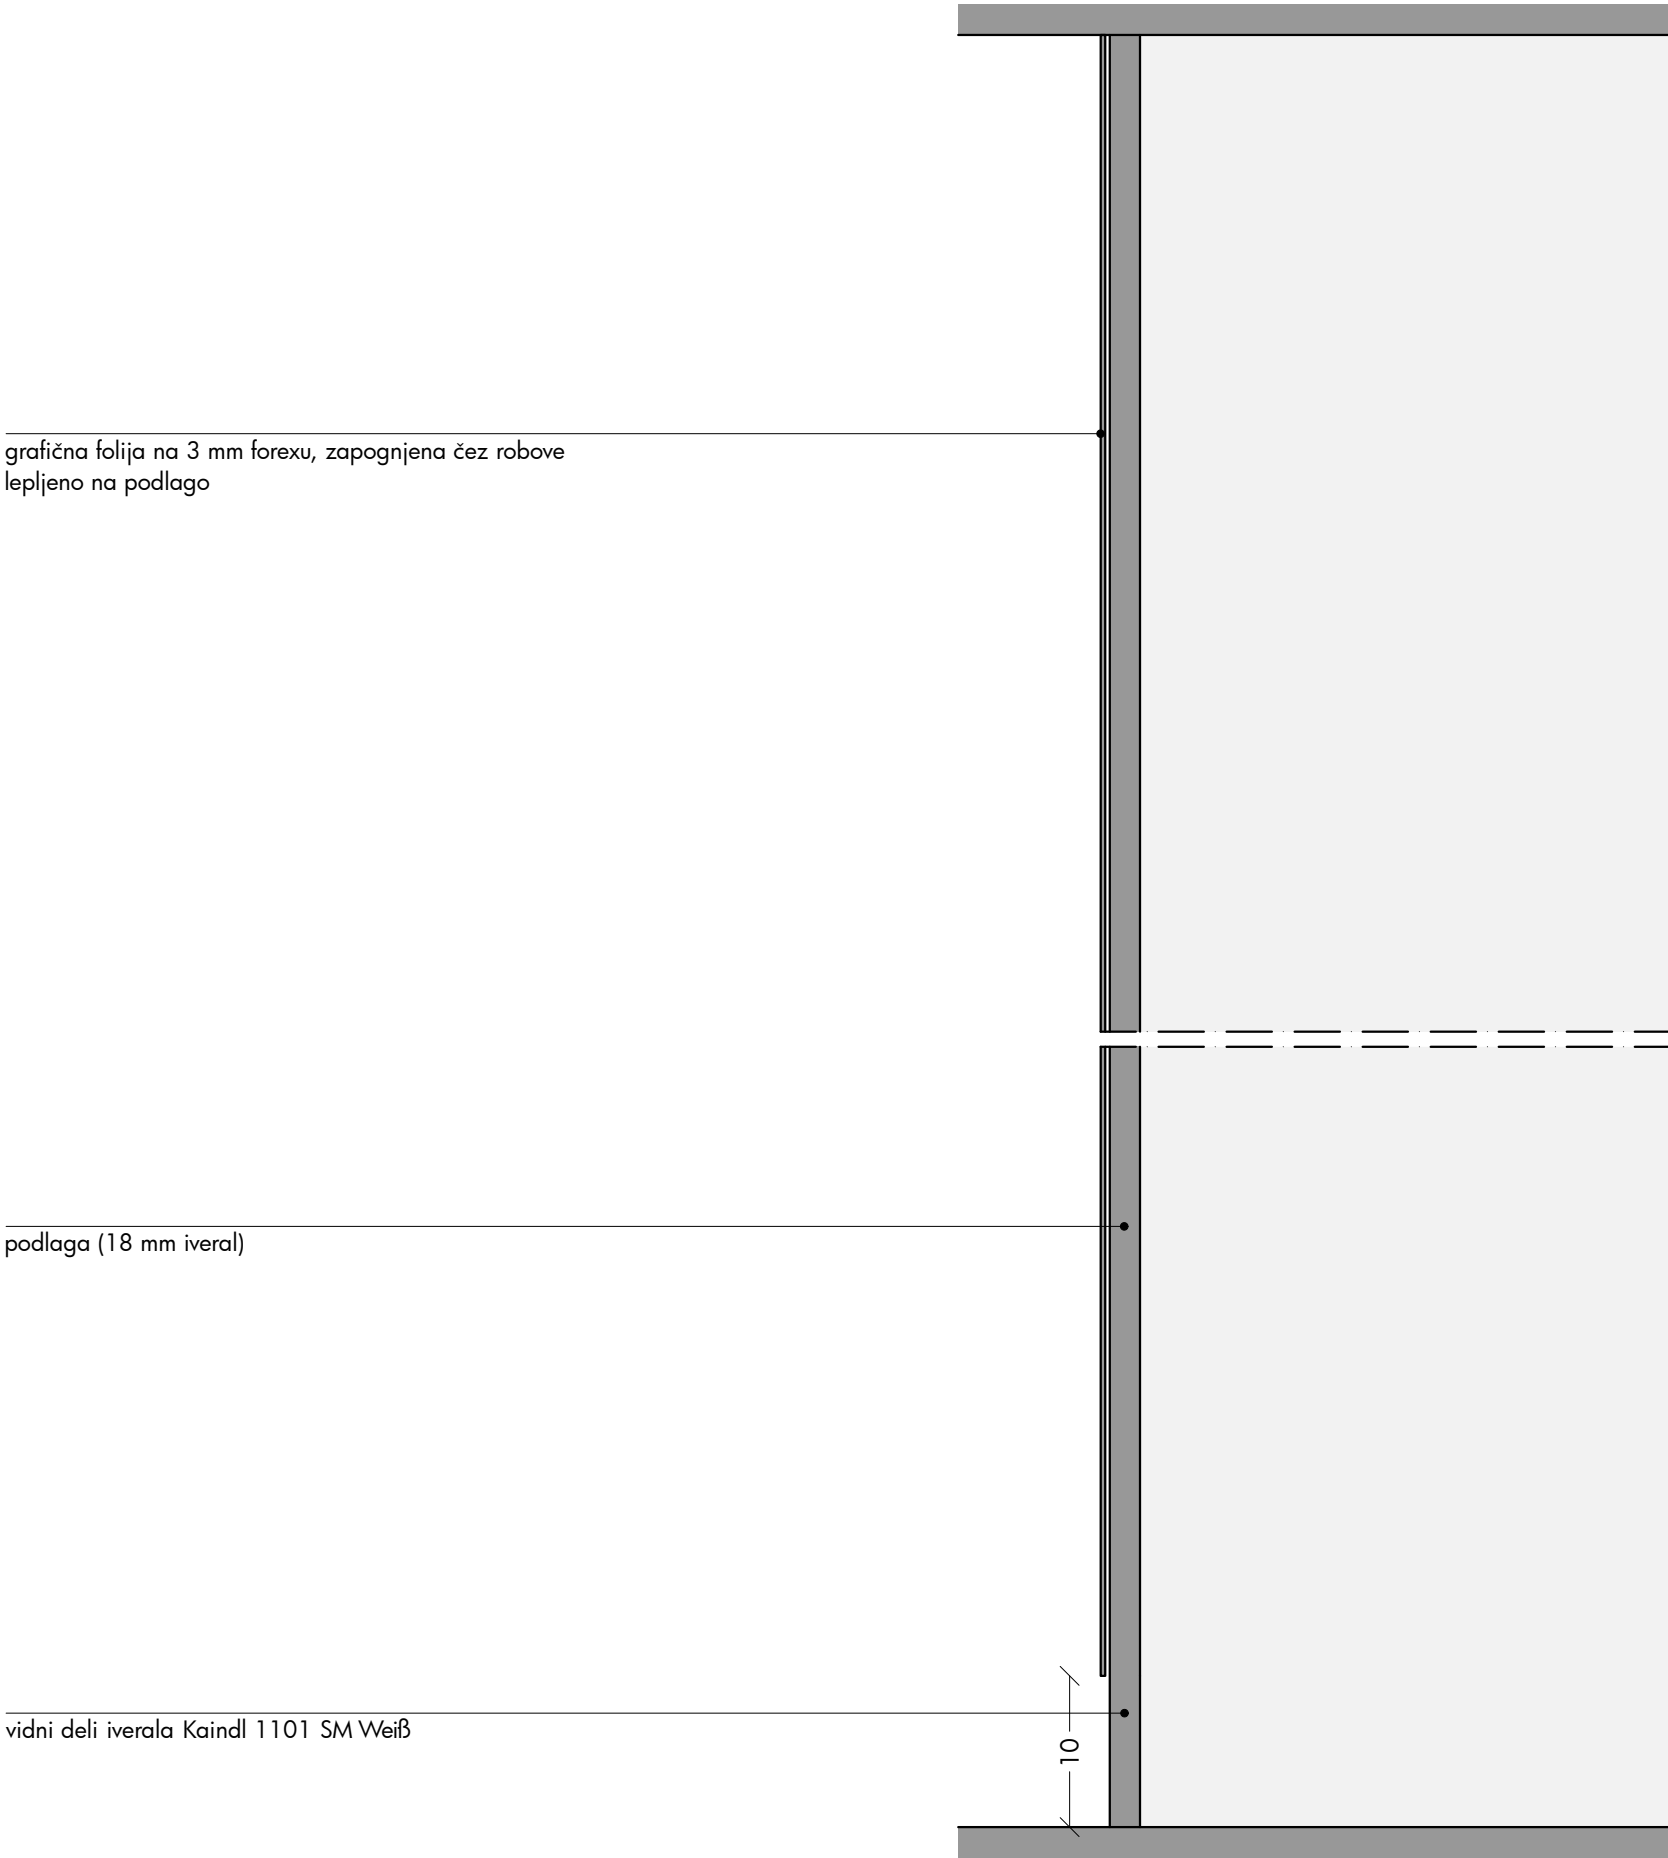 grafična folija na 3 mm forexu, zapognjena čez robove
lepljeno na podlago
podlaga (18 mm iveral)
vidni deli iverala Kaindl 1101 SM Weiß
10